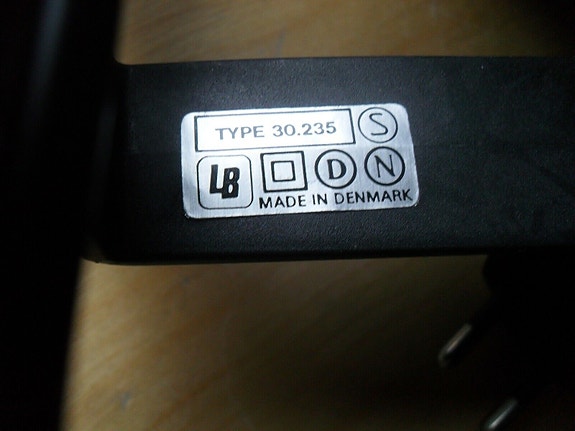 TYPE 30.235 S
LB D N
MADE IN DENMARK